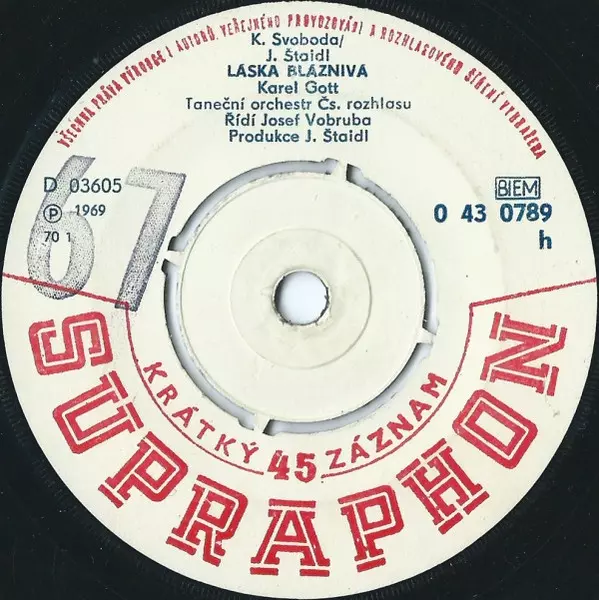 VŠECHNA PRÁVA VÝROBCE I AUTORŮ. VEŘEJNÉHO PROVOZOVÁNÍ A ROZHLASOVÉHO ŠÍŘENÍ VYHRAŽENA
K. Svoboda/
J. Štaidl
LÁSKA BLÁZNIVÁ
Karel Gott
Taneční orchestr Čs. rozhlasu
Řídí Josef Vobruba
Produkce J. Štaidl
67
D 03605
Ⓟ 1969
70 1
BIEM
0 43 0789
h
KRÁTKÝ 45 ZÁZNAM
SUPRAPHON